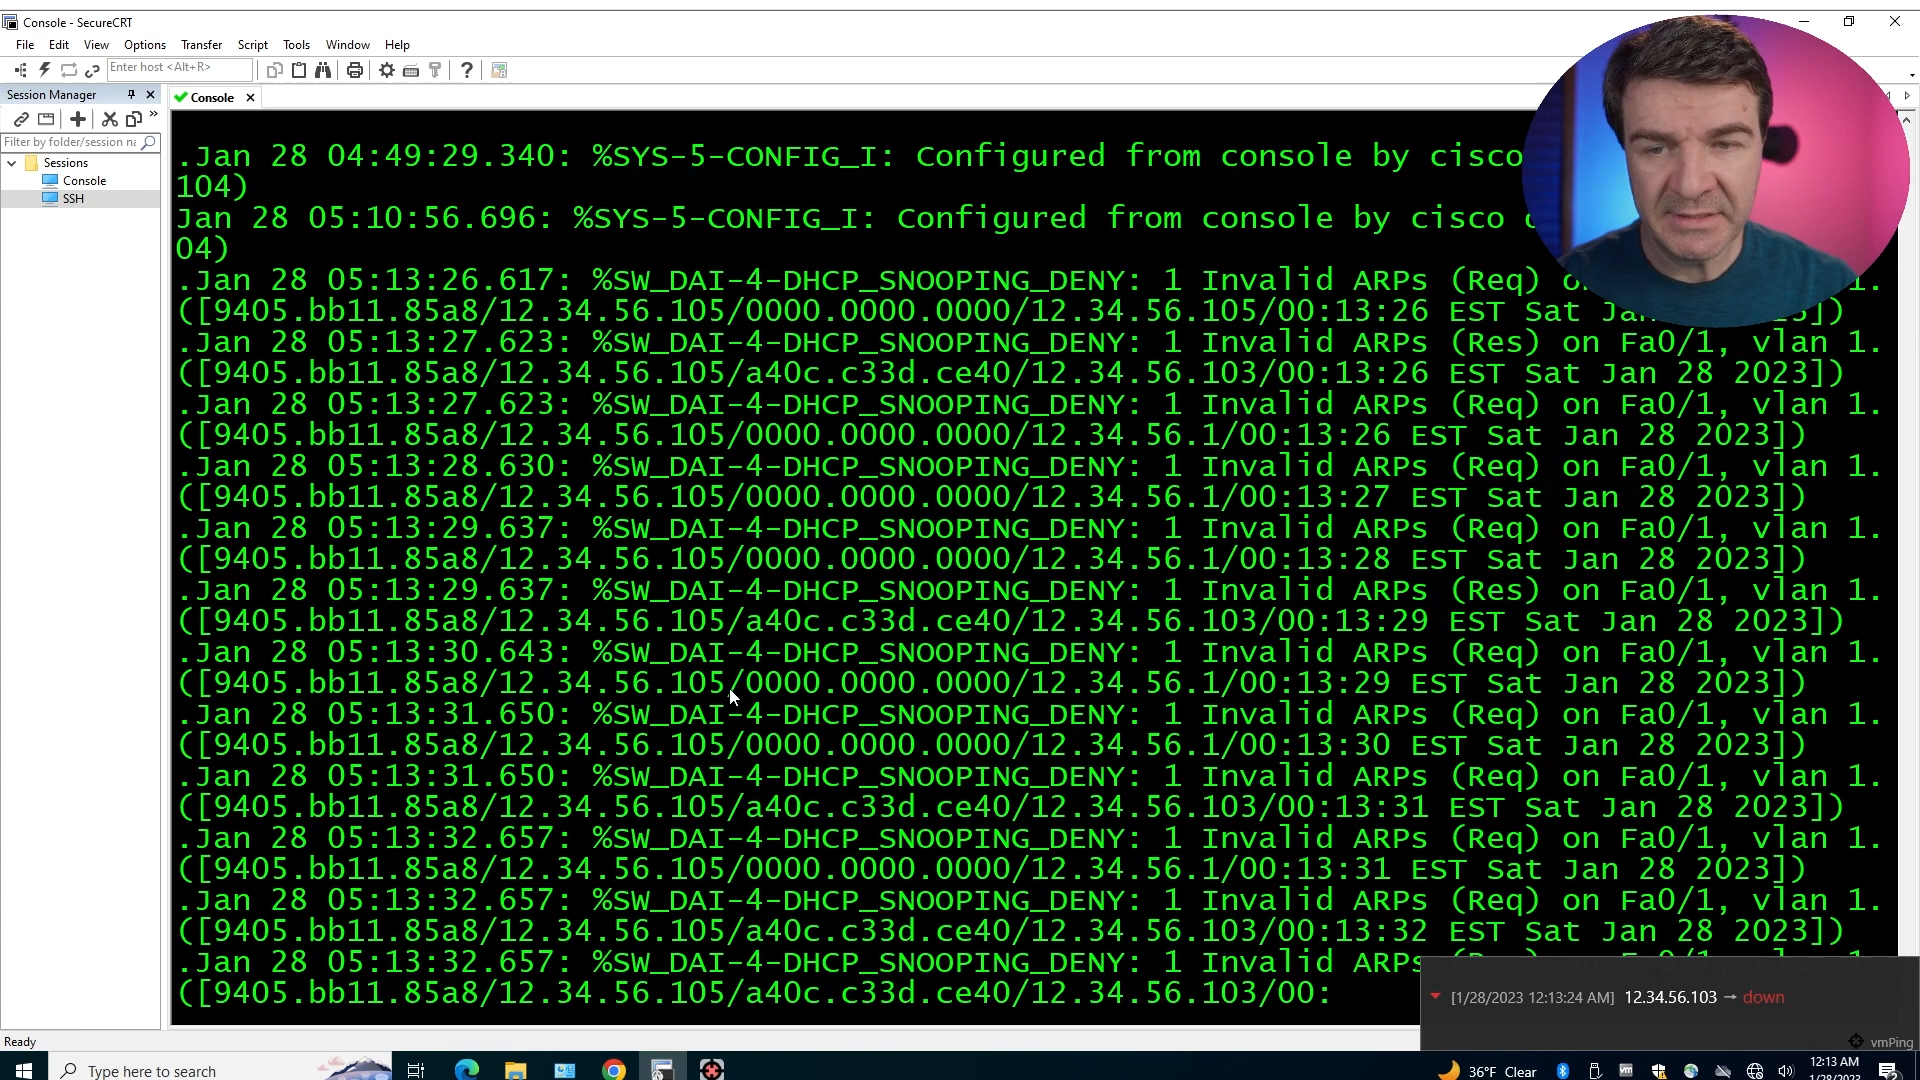 Console - SecureCRT
File Edit View Options Transfer Script Tools Window Help
Enter host <Alt+R>
Session Manager
Console
Filter by folder/session na
Sessions
Console
SSH
.Jan 28 04:49:29.340: %SYS-5-CONFIG_I: Configured from console by cisco
104)
Jan 28 05:10:56.696: %SYS-5-CONFIG_I: Configured from console by cisco
04)
.Jan 28 05:13:26.617: %SW_DAI-4-DHCP_SNOOPING_DENY: 1 Invalid ARPs (Req) 1.
([9405.bb11.85a8/12.34.56.105/0000.0000.0000/12.34.56.105/00:13:26 EST Sat
.Jan 28 05:13:27.623: %SW_DAI-4-DHCP_SNOOPING_DENY: 1 Invalid ARPs (Res) on Fa0/1, vlan 1.
([9405.bb11.85a8/12.34.56.105/a40c.c33d.ce40/12.34.56.103/00:13:26 EST Sat Jan 28 2023])
.Jan 28 05:13:27.623: %SW_DAI-4-DHCP_SNOOPING_DENY: 1 Invalid ARPs (Req) on Fa0/1, vlan 1.
([9405.bb11.85a8/12.34.56.105/0000.0000.0000/12.34.56.1/00:13:26 EST Sat Jan 28 2023])
.Jan 28 05:13:28.630: %SW_DAI-4-DHCP_SNOOPING_DENY: 1 Invalid ARPs (Req) on Fa0/1, vlan 1.
([9405.bb11.85a8/12.34.56.105/0000.0000.0000/12.34.56.1/00:13:27 EST Sat Jan 28 2023])
.Jan 28 05:13:29.637: %SW_DAI-4-DHCP_SNOOPING_DENY: 1 Invalid ARPs (Req) on Fa0/1, vlan 1.
([9405.bb11.85a8/12.34.56.105/0000.0000.0000/12.34.56.1/00:13:28 EST Sat Jan 28 2023])
.Jan 28 05:13:29.637: %SW_DAI-4-DHCP_SNOOPING_DENY: 1 Invalid ARPs (Res) on Fa0/1, vlan 1.
([9405.bb11.85a8/12.34.56.105/a40c.c33d.ce40/12.34.56.103/00:13:29 EST Sat Jan 28 2023])
.Jan 28 05:13:30.643: %SW_DAI-4-DHCP_SNOOPING_DENY: 1 Invalid ARPs (Req) on Fa0/1, vlan 1.
([9405.bb11.85a8/12.34.56.105/0000.0000.0000/12.34.56.1/00:13:29 EST Sat Jan 28 2023])
.Jan 28 05:13:31.650: %SW_DAI-4-DHCP_SNOOPING_DENY: 1 Invalid ARPs (Req) on Fa0/1, vlan 1.
([9405.bb11.85a8/12.34.56.105/0000.0000.0000/12.34.56.1/00:13:30 EST Sat Jan 28 2023])
.Jan 28 05:13:31.650: %SW_DAI-4-DHCP_SNOOPING_DENY: 1 Invalid ARPs (Req) on Fa0/1, vlan 1.
([9405.bb11.85a8/12.34.56.105/a40c.c33d.ce40/12.34.56.103/00:13:31 EST Sat Jan 28 2023])
.Jan 28 05:13:32.657: %SW_DAI-4-DHCP_SNOOPING_DENY: 1 Invalid ARPs (Req) on Fa0/1, vlan 1.
([9405.bb11.85a8/12.34.56.105/0000.0000.0000/12.34.56.1/00:13:31 EST Sat Jan 28 2023])
.Jan 28 05:13:32.657: %SW_DAI-4-DHCP_SNOOPING_DENY: 1 Invalid ARPs (Req) on Fa0/1, vlan 1.
([9405.bb11.85a8/12.34.56.105/a40c.c33d.ce40/12.34.56.103/00:13:32 EST Sat Jan 28 2023])
.Jan 28 05:13:32.657: %SW_DAI-4-DHCP_SNOOPING_DENY: 1 Invalid ARPs
([9405.bb11.85a8/12.34.56.105/a40c.c33d.ce40/12.34.56.103/00:
[1/28/2023 12:13:24 AM] 12.34.56.103 → down
vmPing
Ready
Type here to search
36°F Clear
12:13 AM